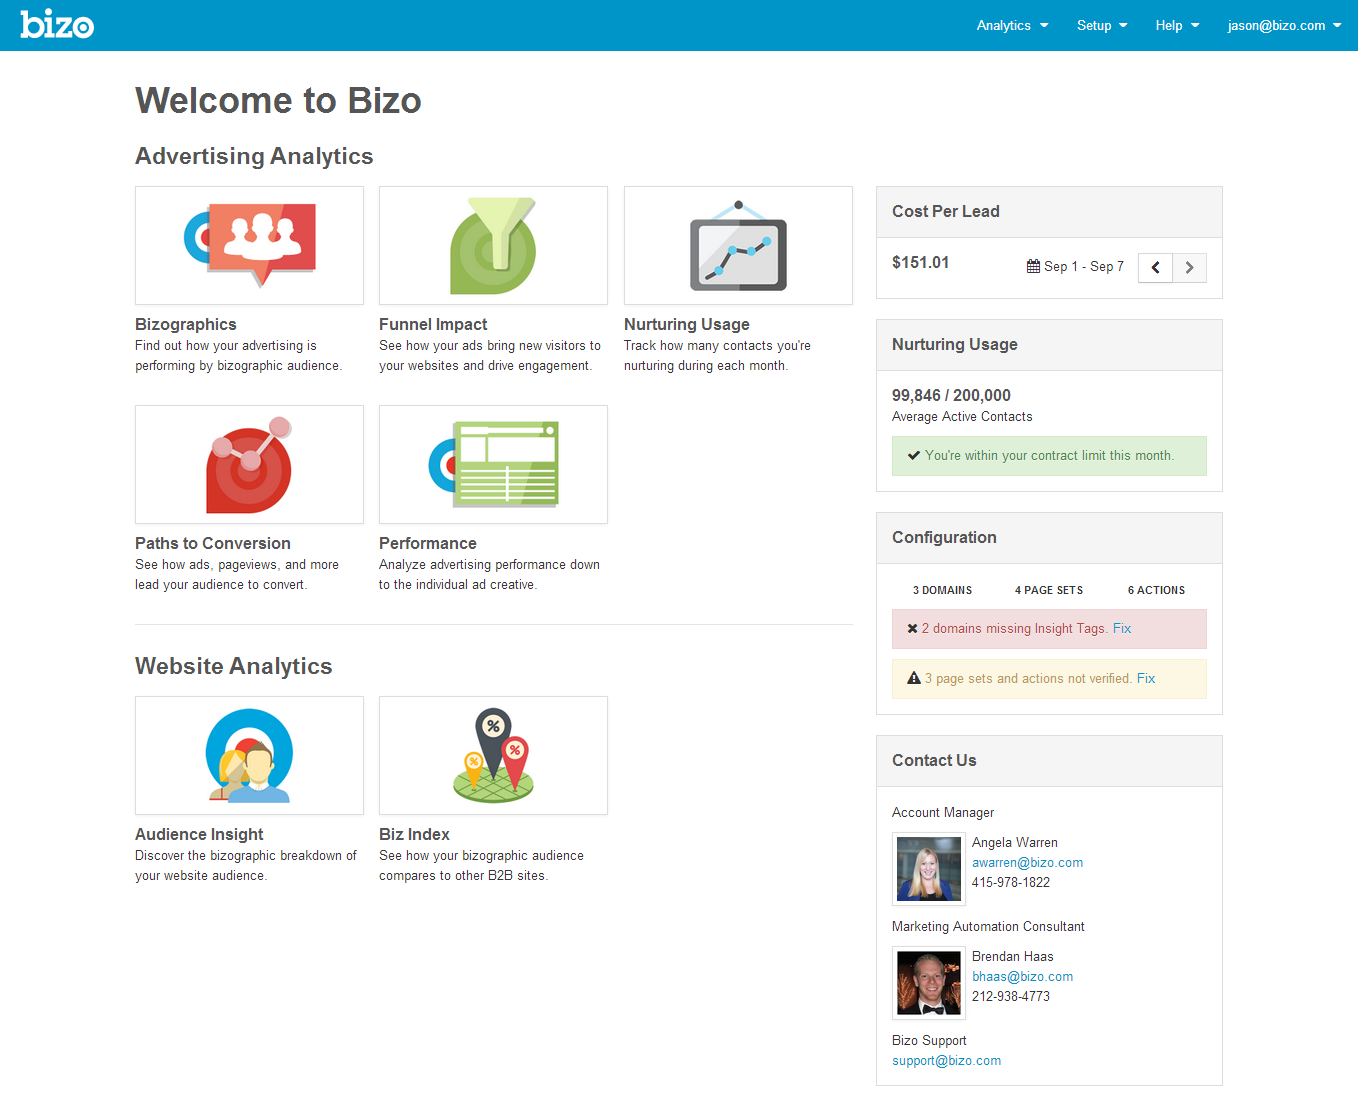 bizo
Analytics
Setup
Help
jason@bizo.com
Welcome to Bizo
Advertising Analytics
Bizographics
Find out how your advertising is
performing by bizographic audience.
Funnel Impact
See how your ads bring new visitors to
your websites and drive engagement.
Nurturing Usage
Track how many contacts you're
nurturing during each month.
Paths to Conversion
See how ads, pageviews, and more
lead your audience to convert.
Performance
Analyze advertising performance down
to the individual ad creative.
Website Analytics
%
%
%
Audience Insight
Discover the bizographic breakdown of
your website audience.
Biz Index
See how your bizographic audience
compares to other B2B sites.
Cost Per Lead
$151.01
Sep 1 - Sep 7
Nurturing Usage
99,846 / 200,000
Average Active Contacts
You're within your contract limit this month.
Configuration
3 DOMAINS
4 PAGE SETS
6 ACTIONS
2 domains missing Insight Tags. Fix
3 page sets and actions not verified. Fix
Contact Us
Account Manager
Angela Warren
awarren@bizo.com
415-978-1822
Marketing Automation Consultant
Brendan Haas
bhaas@bizo.com
212-938-4773
Bizo Support
support@bizo.com